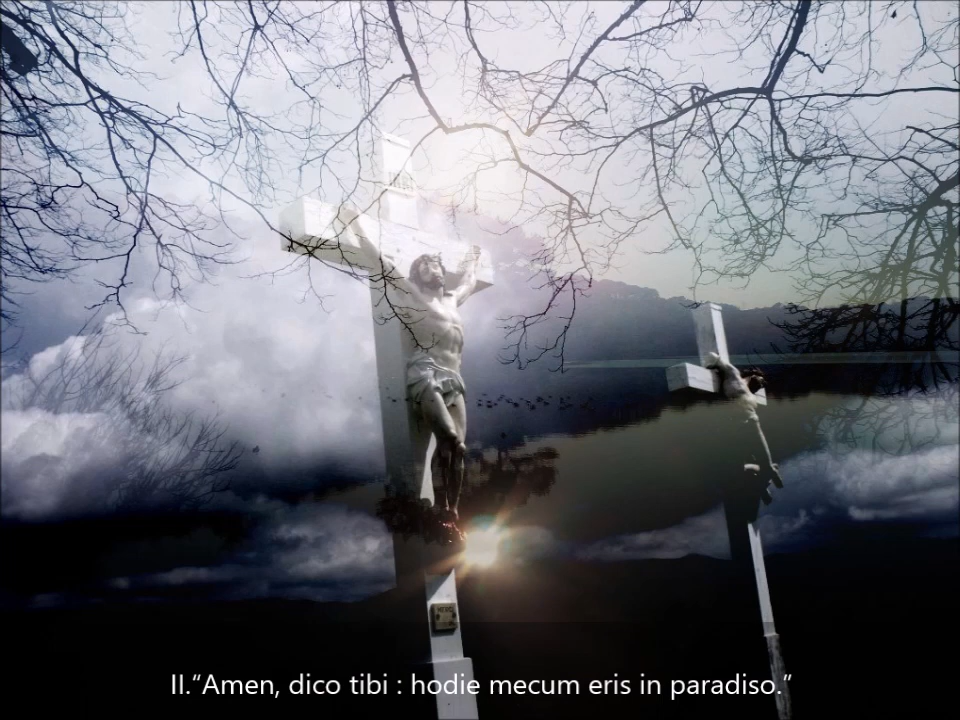 II.“Amen, dico tibi : hodie mecum eris in paradiso.”